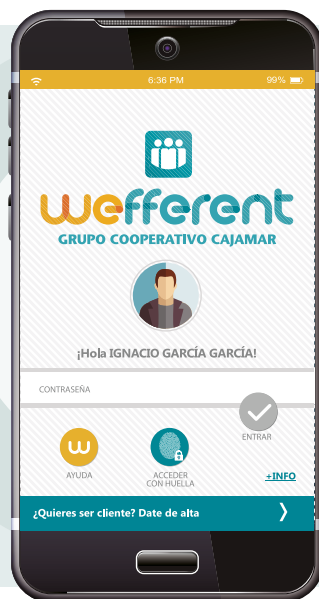 6:36 PM
99%
wefferent
GRUPO COOPERATIVO CAJAMAR
¡Hola IGNACIO GARCÍA GARCÍA!
CONTRASEÑA
ENTRAR
w
AYUDA
ACCEDER
CON HUELLA
+INFO
¿Quieres ser cliente? Date de alta